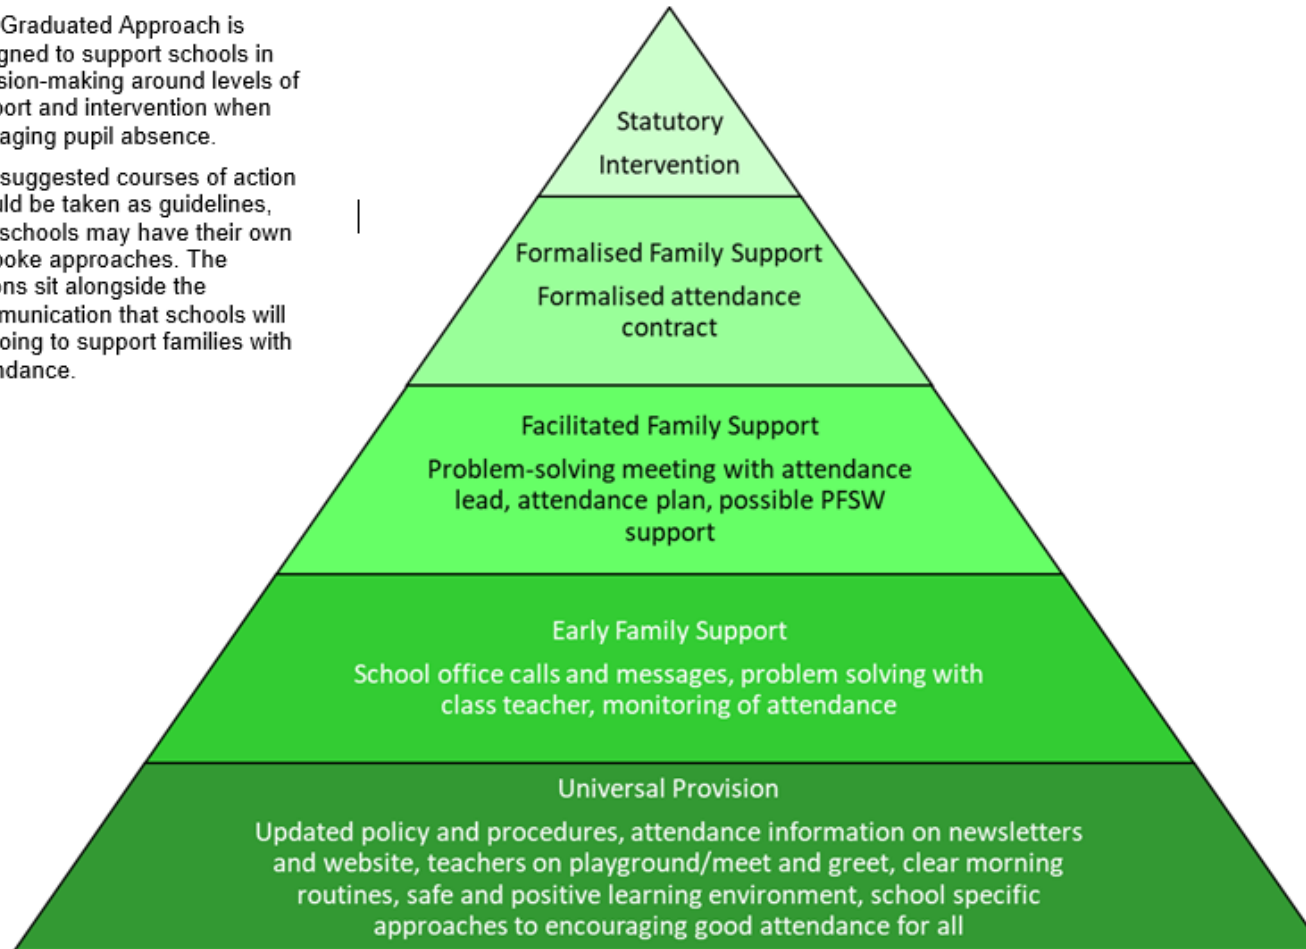 Graduated Approach is
gned to support schools in
sion-making around levels of
port and intervention when
aging pupil absence.
suggested courses of action
uld be taken as guidelines,
schools may have their own
poke approaches. The
ons sit alongside the
munication that schools will
oing to support families with
ndance.
Statutory
Intervention
Formalised Family Support
Formalised attendance
contract
Facilitated Family Support
Problem-solving meeting with attendance
lead, attendance plan, possible PFSW
support
Early Family Support
School office calls and messages, problem solving with
class teacher, monitoring of attendance
Universal Provision
Updated policy and procedures, attendance information on newsletters
and website, teachers on playground/meet and greet, clear morning
routines, safe and positive learning environment, school specific
approaches to encouraging good attendance for all